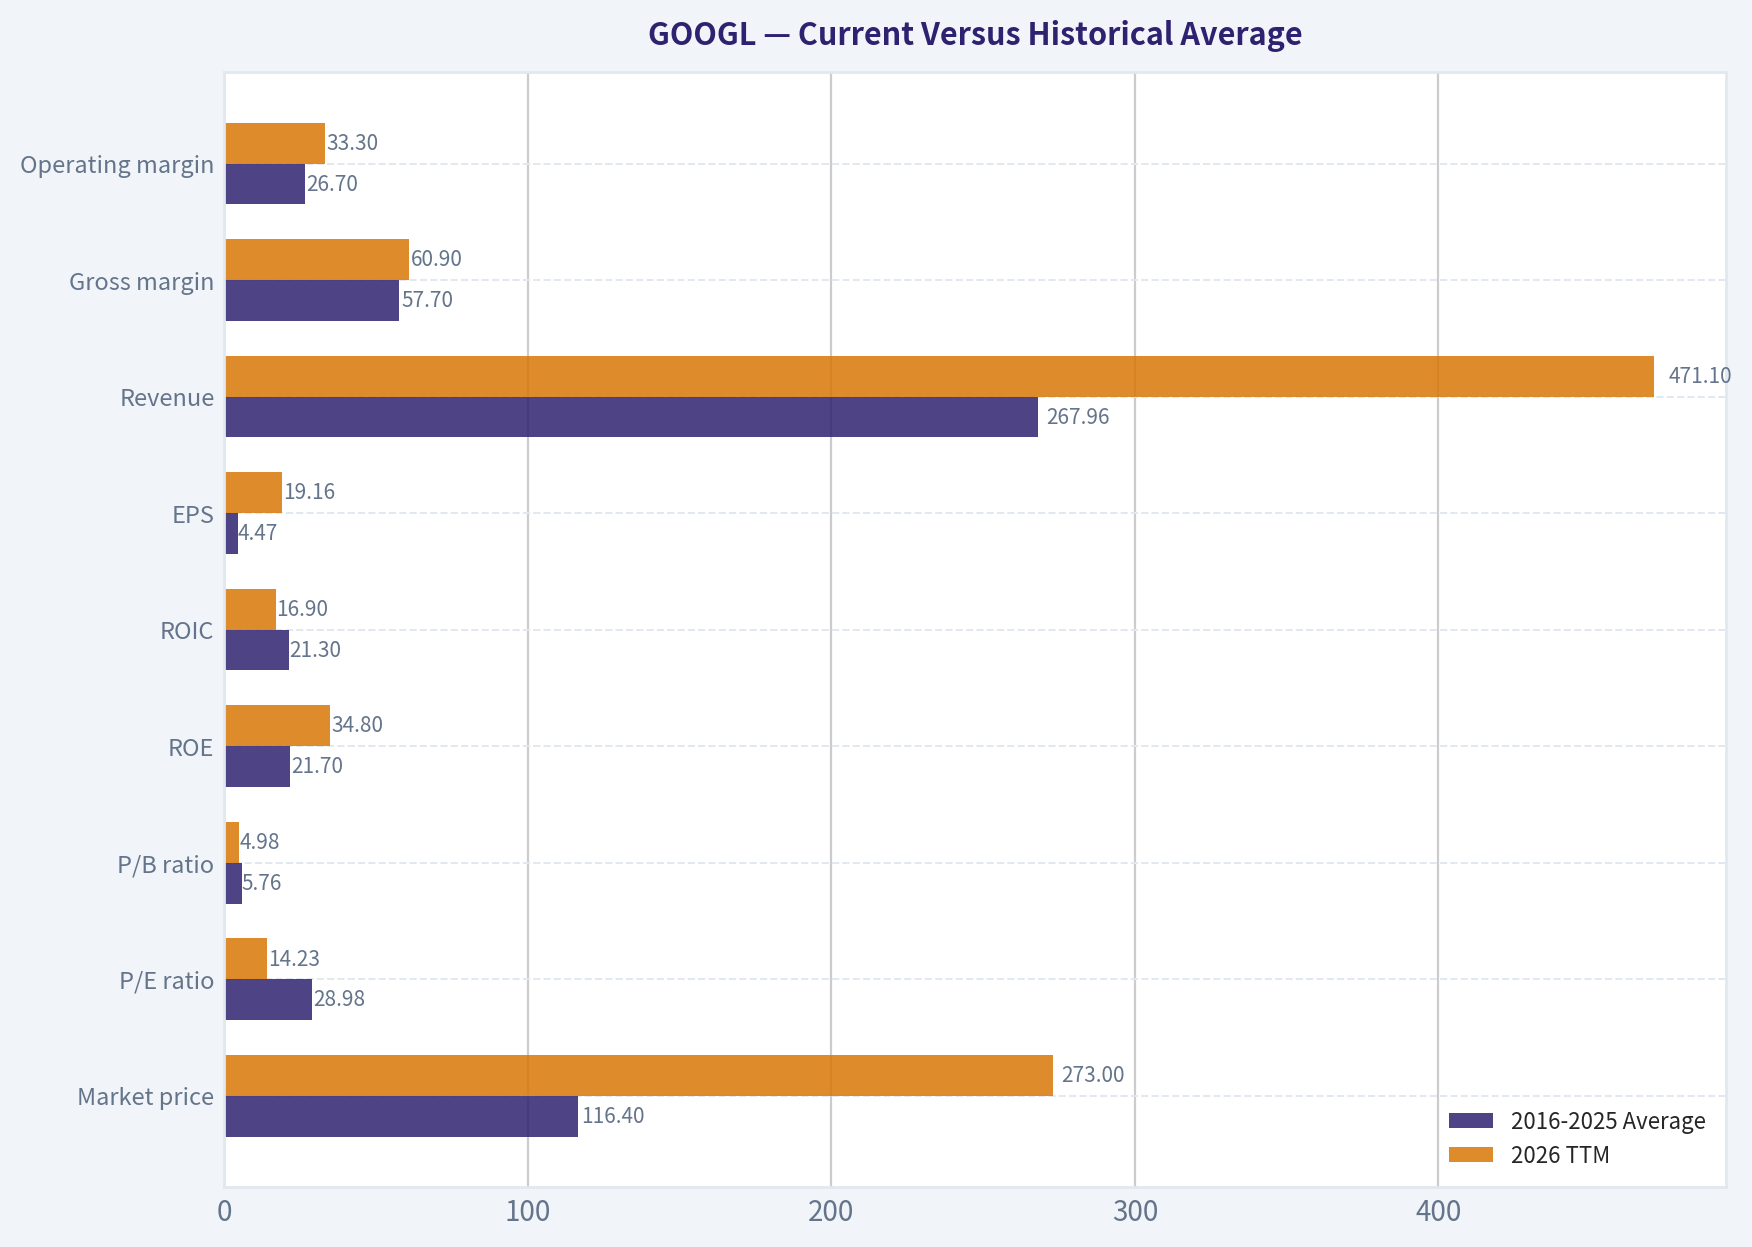 GOOGL — Current Versus Historical Average
Operating margin
33.30
26.70
Gross margin
60.90
57.70
Revenue
471.10
267.96
EPS
19.16
4.47
ROIC
16.90
21.30
ROE
34.80
21.70
P/B ratio
4.98
5.76
P/E ratio
14.23
28.98
Market price
273.00
116.40
2016-2025 Average
2026 TTM
0 100 200 300 400